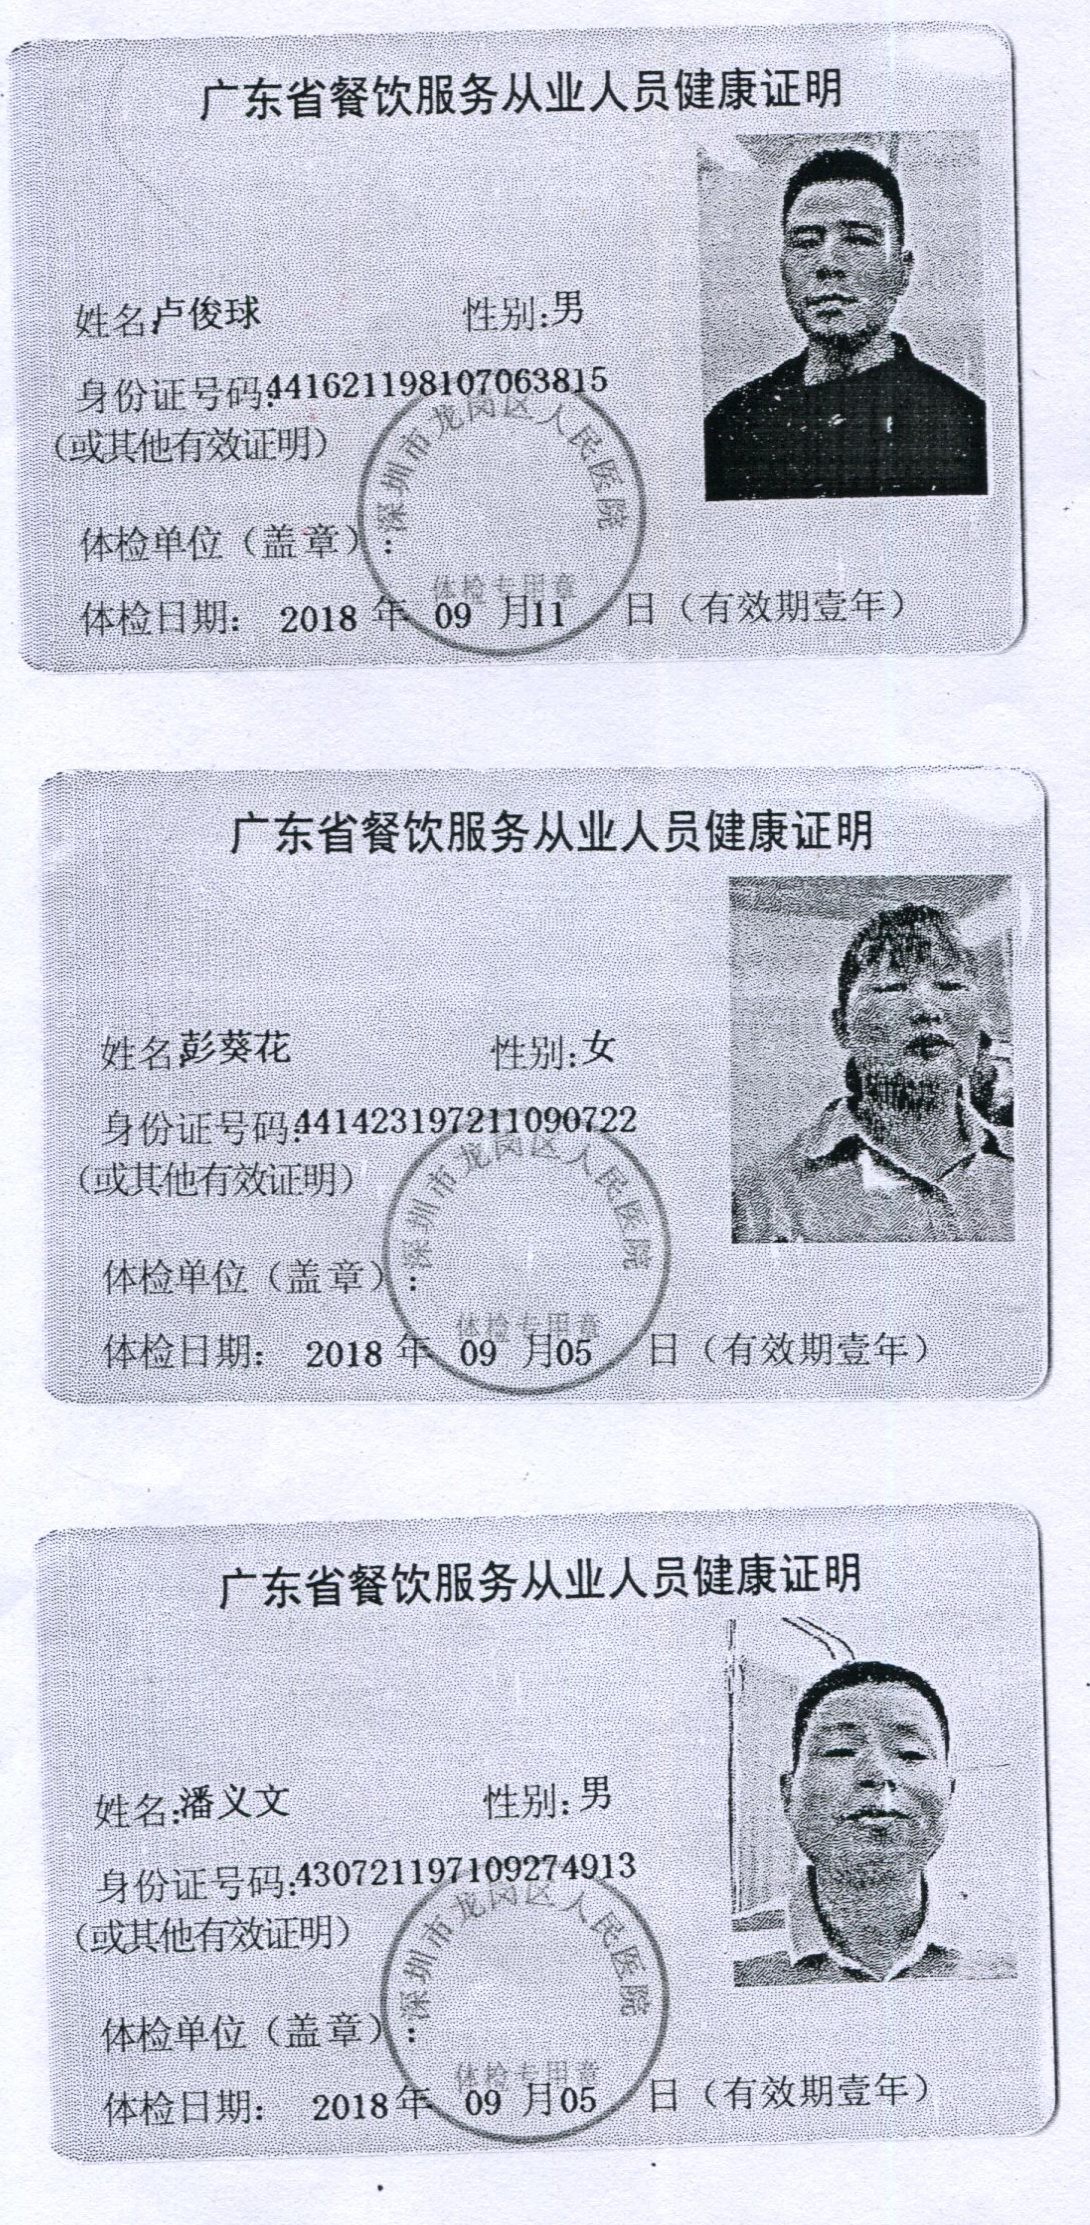 广东省餐饮服务从业人员健康证明
姓名:卢俊球 性别:男
身份证号码:441621198107063815
(或其他有效证明)
深圳市龙岗区人民医院
体检单位(盖章):
体检专用章
体检日期: 2018 年 09 月11 日(有效期壹年)
广东省餐饮服务从业人员健康证明
姓名:彭葵花 性别:女
身份证号码:441423197211090722
(或其他有效证明)
深圳市龙岗区人民医院
体检单位(盖章):
体检专用章
体检日期: 2018 年 09 月05 日(有效期壹年)
广东省餐饮服务从业人员健康证明
姓名:潘义文 性别:男
身份证号码:430721197109274913
(或其他有效证明)
深圳市龙岗区人民医院
体检单位(盖章):
体检专用章
体检日期: 2018 年 09 月05 日(有效期壹年)